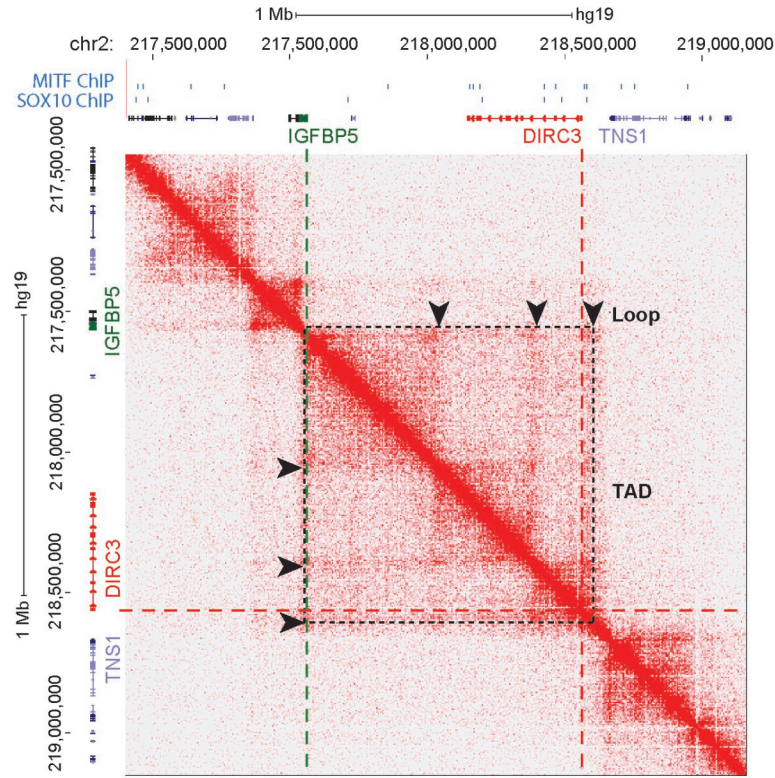 1 Mb hg19
chr2: 217,500,000 217,500,000 218,000,000 218,500,000 219,000,000
MITF ChIP
SOX10 ChIP
IGFBP5 DIRC3 TNS1
217,500,000
217,500,000
218,000,000
218,500,000
219,000,000
hg19
1 Mb
IGFBP5
DIRC3
TNS1
Loop
TAD